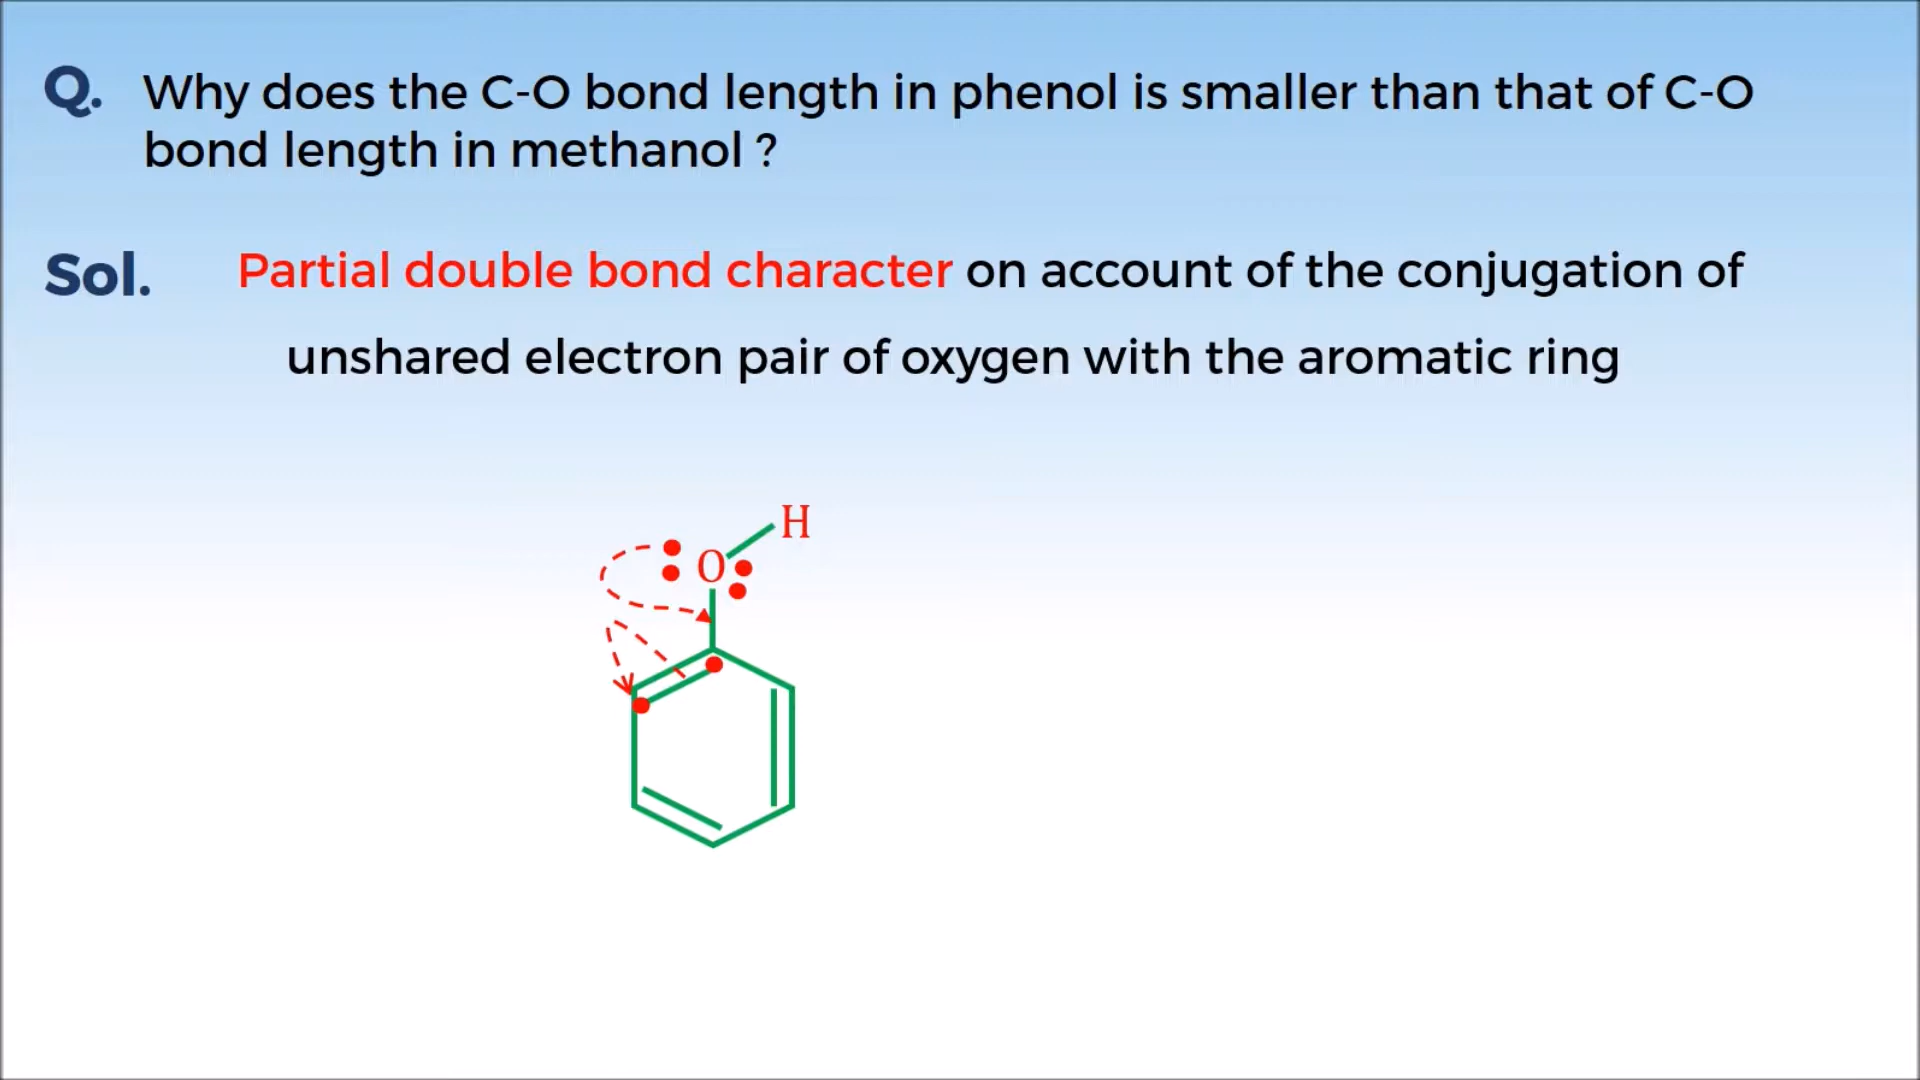 Q. Why does the C-O bond length in phenol is smaller than that of C-O
bond length in methanol ?
Sol. Partial double bond character on account of the conjugation of
unshared electron pair of oxygen with the aromatic ring
H
O